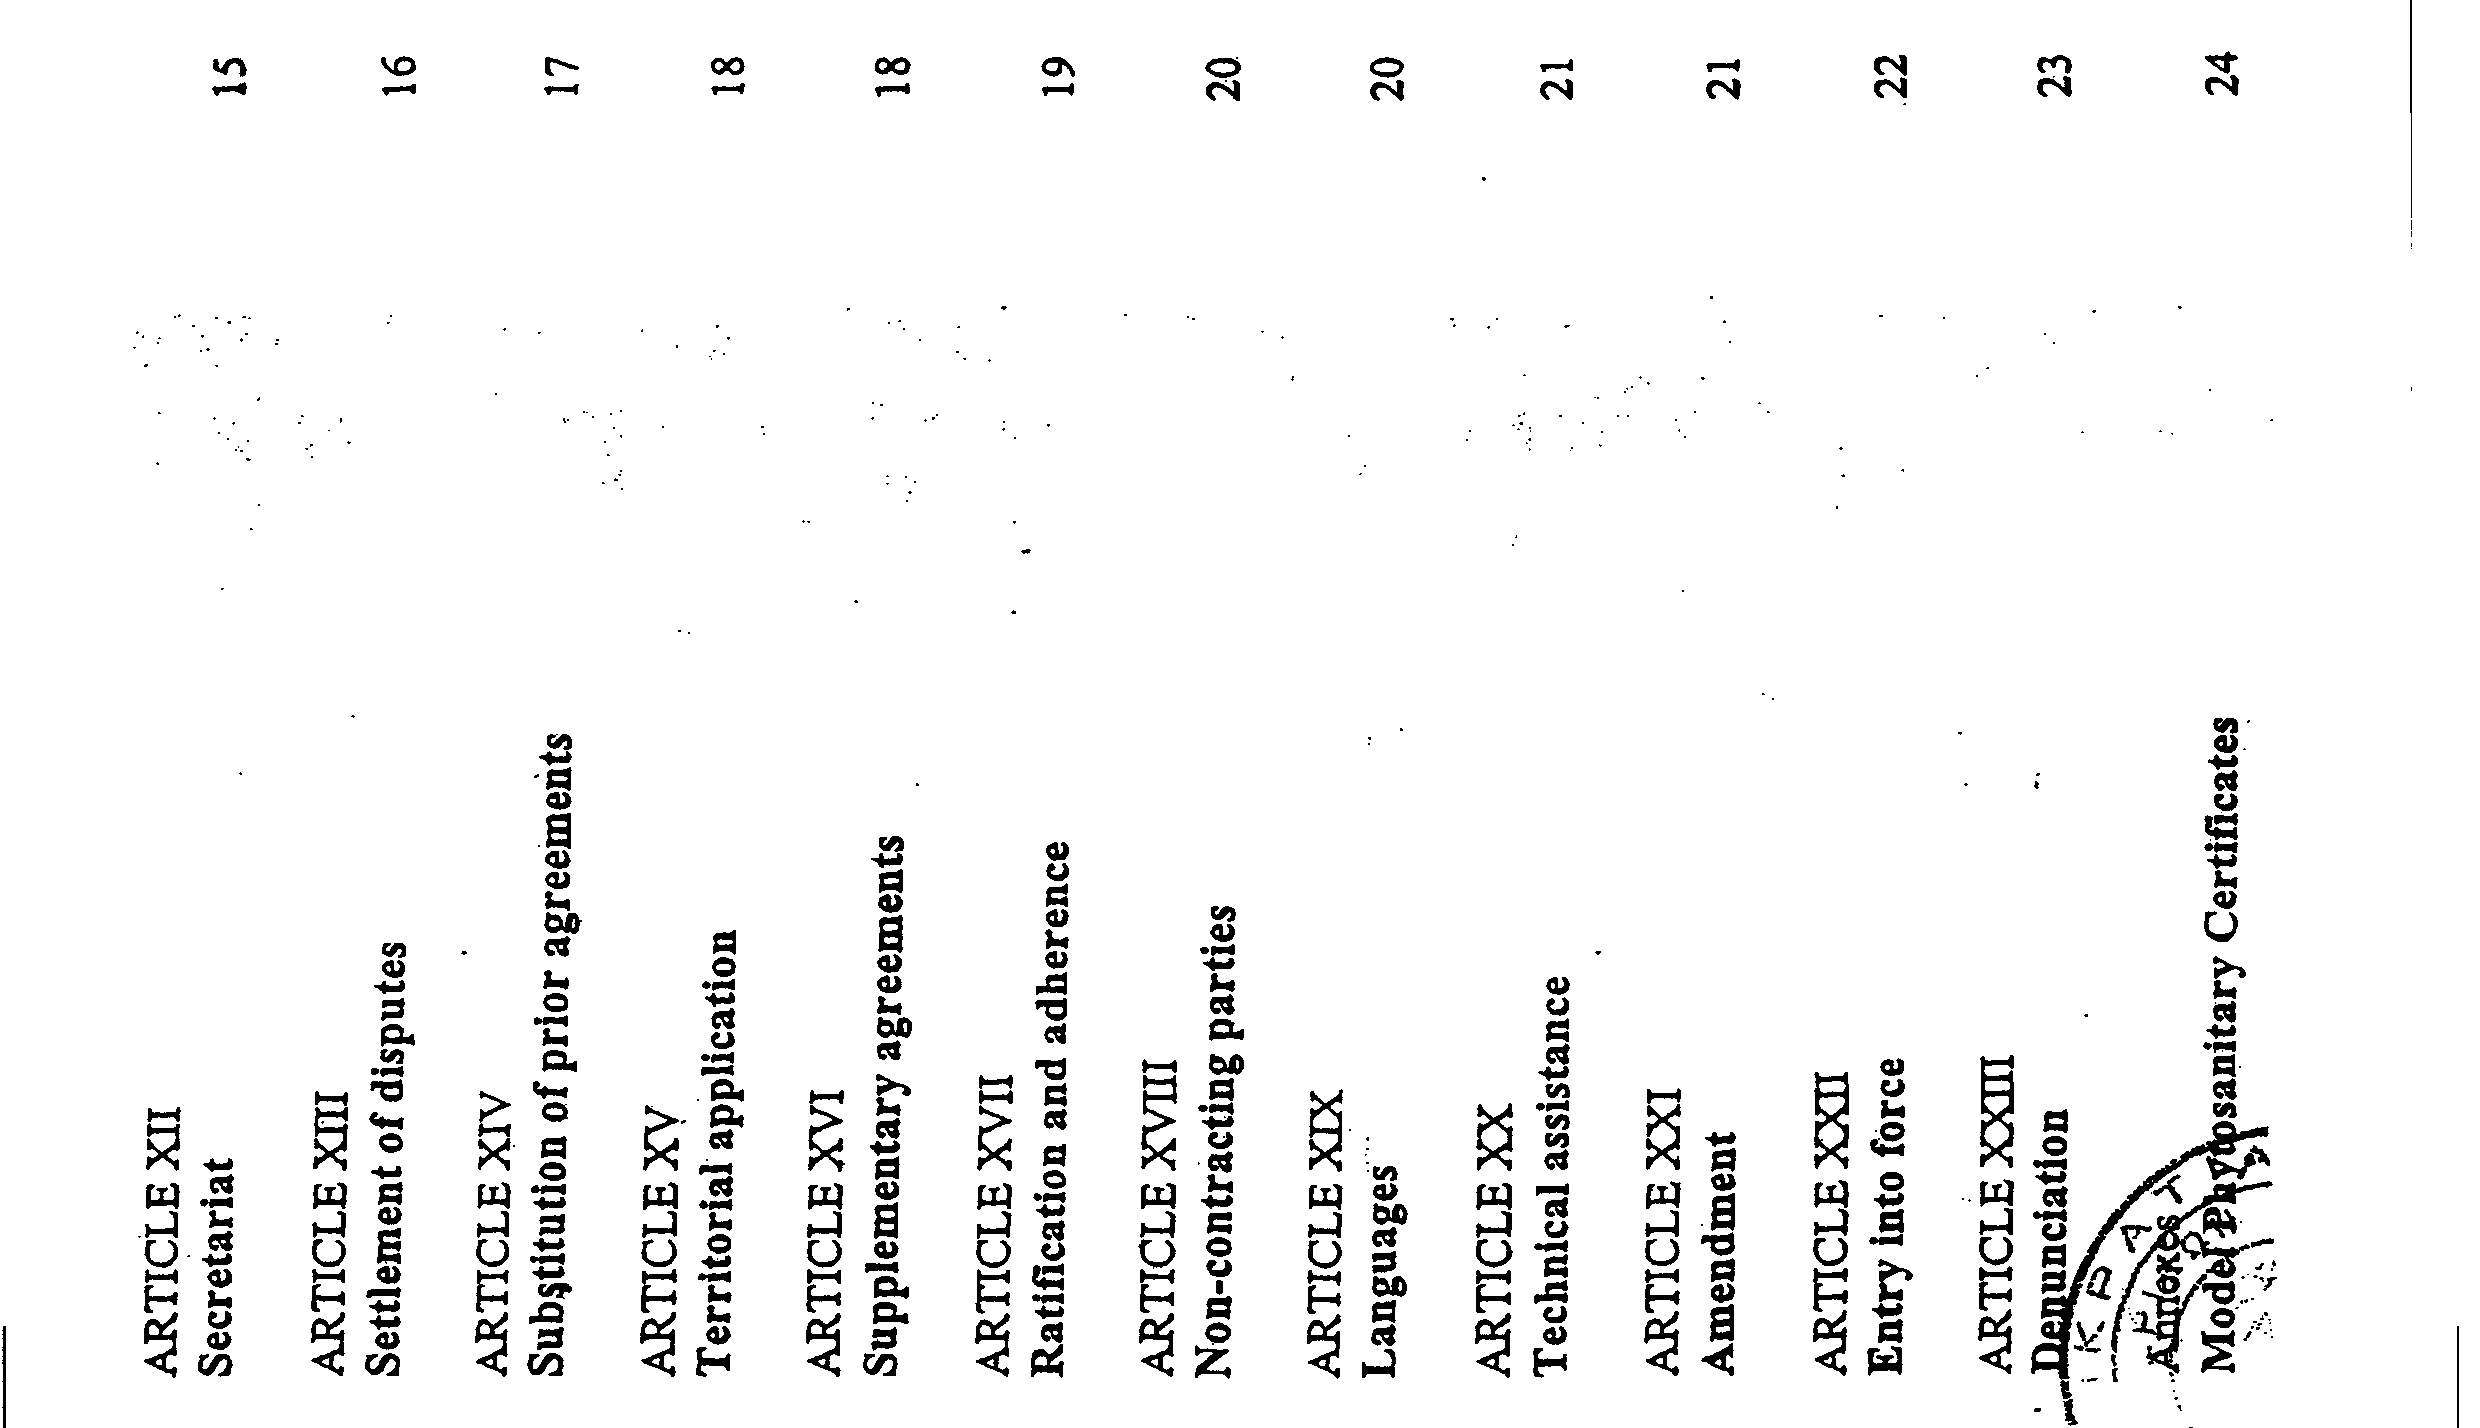 ARTICLE XII
Secretariat 15
ARTICLE XIII
Settlement of disputes 16
ARTICLE XIV
Substitution of prior agreements 17
ARTICLE XV
Territorial application 18
ARTICLE XVI
Supplementary agreements 18
ARTICLE XVII
Ratification and adherence 19
ARTICLE XVIII
Non-contracting parties 20
ARTICLE XIX
Languages 20
ARTICLE XX
Technical assistance 21
ARTICLE XXI
Amendment 21
ARTICLE XXII
Entry into force 22
ARTICLE XXIII
Denunciation 23
Model Phytosanitary Certificates 24